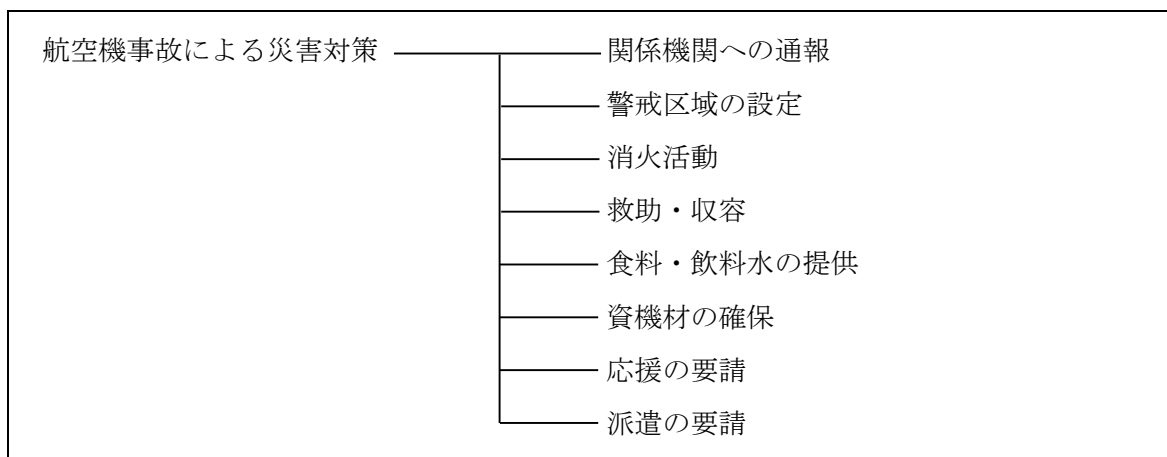 航空機事故による災害対策 関係機関への通報
警戒区域の設定
消火活動
救助・収容
食料・飲料水の提供
資機材の確保
応援の要請
派遣の要請